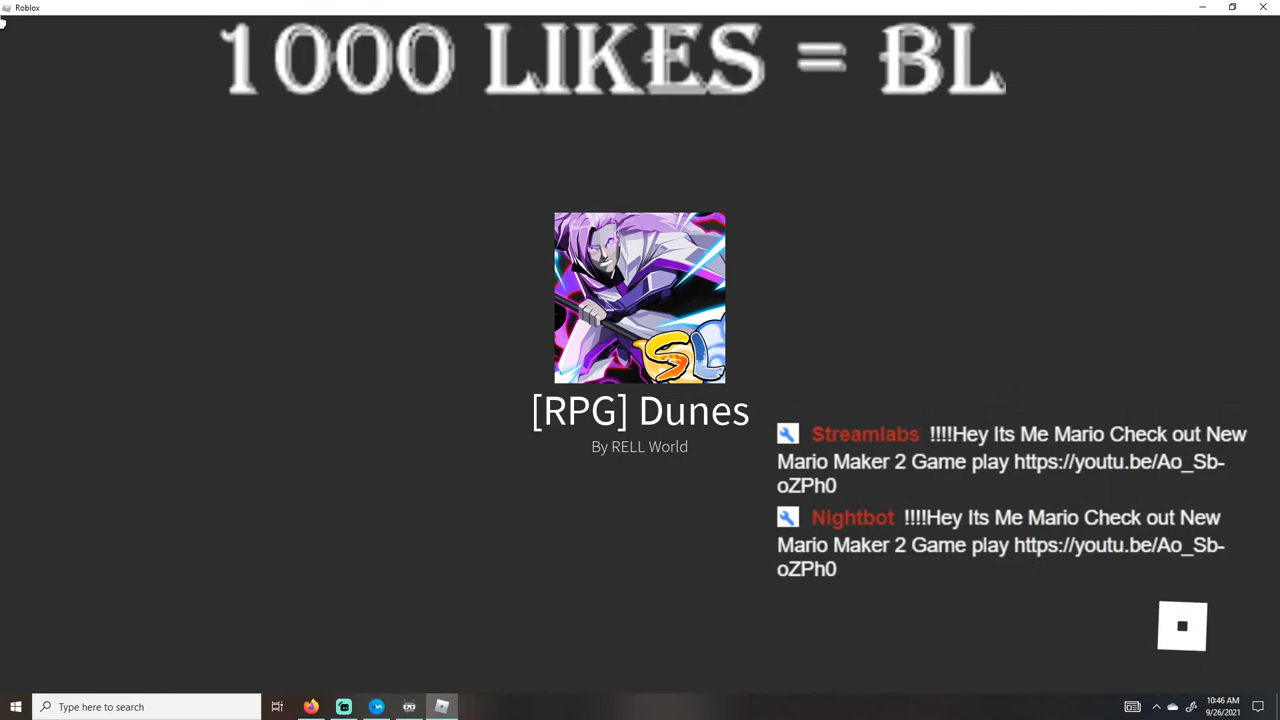 Roblox
1000 LIKES = BL
SL
[RPG] Dunes
By RELL World
Streamlabs !!!!Hey Its Me Mario Check out New
Mario Maker 2 Game play https://youtu.be/Ao_Sb-
oZPh0
Nightbot !!!!Hey Its Me Mario Check out New
Mario Maker 2 Game play https://youtu.be/Ao_Sb-
oZPh0
Type here to search
10:46 AM
9/26/2021